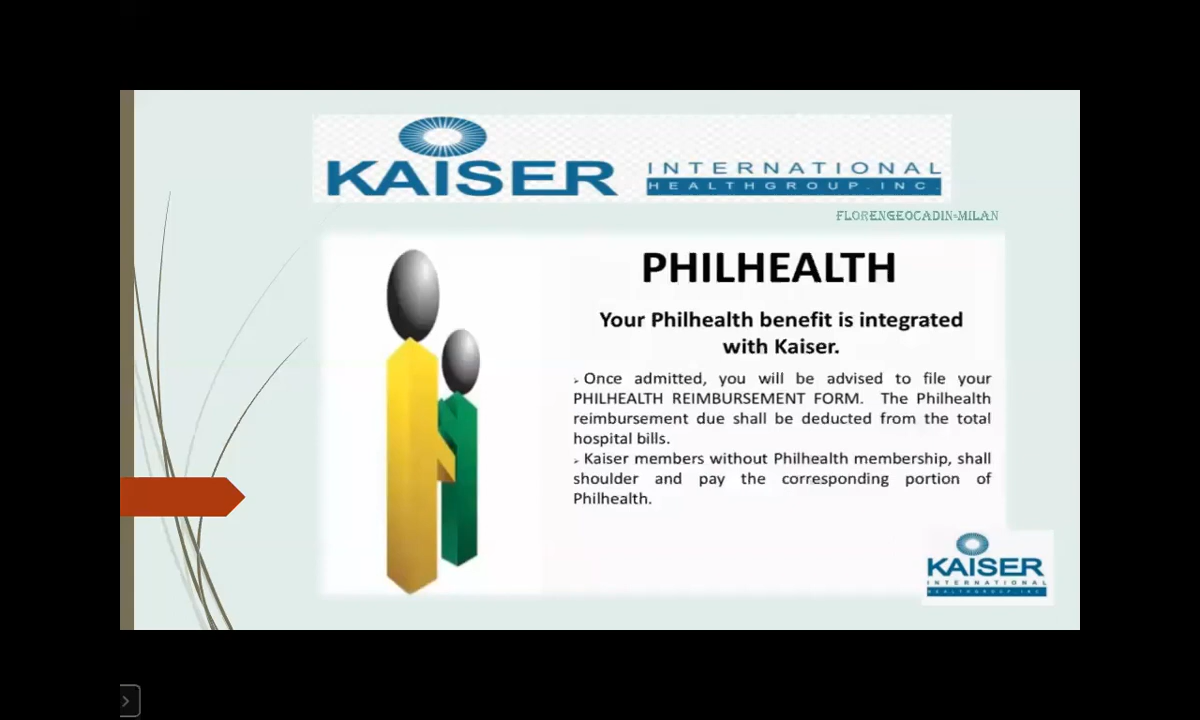 KAISER INTERNATIONAL
HEALTHGROUP.INC.
FLORENGEOCADIN-MILAN
PHILHEALTH
Your Philhealth benefit is integrated
with Kaiser.
➢ Once admitted, you will be advised to file your
PHILHEALTH REIMBURSEMENT FORM. The Philhealth
reimbursement due shall be deducted from the total
hospital bills.
➢ Kaiser members without Philhealth membership, shall
shoulder and pay the corresponding portion of
Philhealth.
KAISER
INTERNATIONAL
HEALTHGROUP.INC.